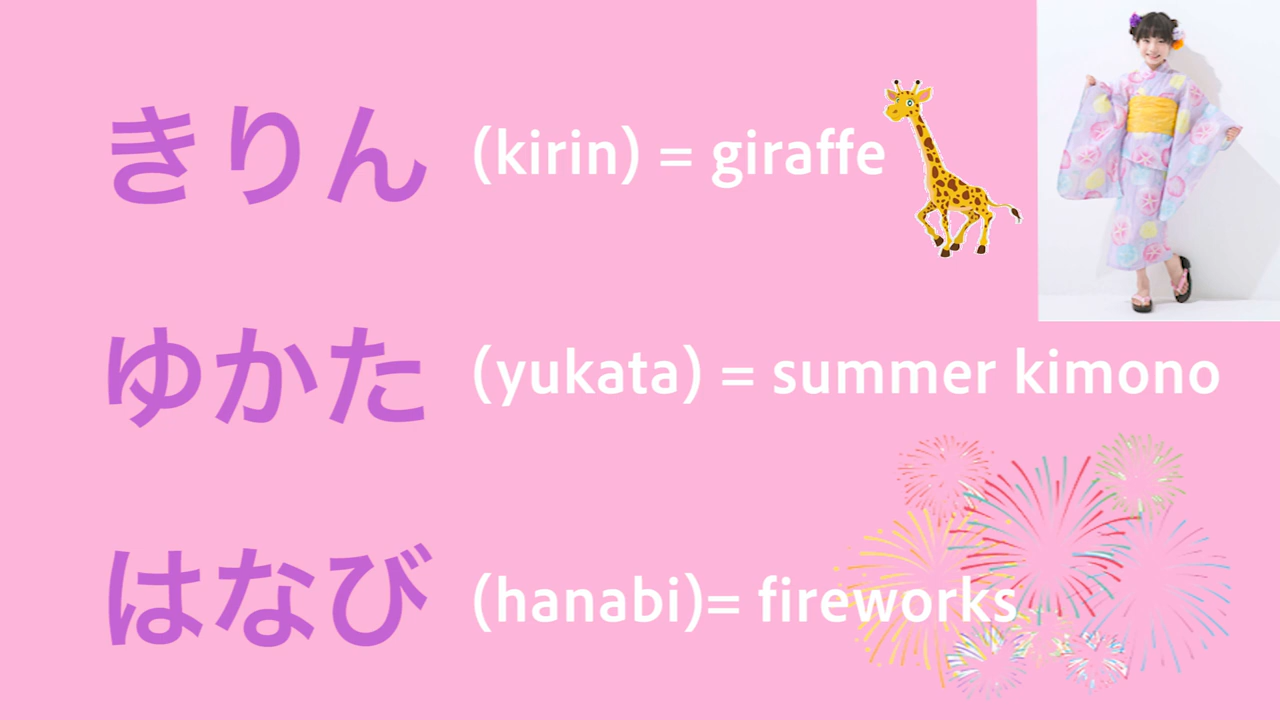 きりん (kirin) = giraffe
ゆかた (yukata) = summer kimono
はなび (hanabi)= fireworks